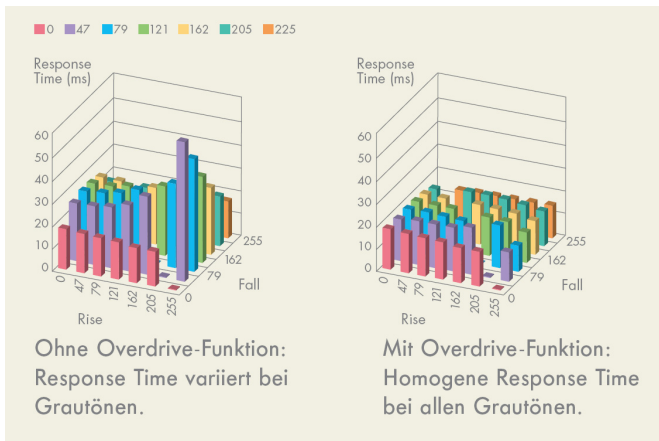 0 47 79 121 162 205 225
Response
Time (ms)
60
50
40
30
20
10
0
0 47 79 121 162 205 255
Rise
0
79
162
255
Fall
Ohne Overdrive-Funktion:
Response Time variiert bei
Grautönen.
Response
Time (ms)
60
50
40
30
20
10
0
0 47 79 121 162 205 255
Rise
0
79
162
255
Fall
Mit Overdrive-Funktion:
Homogene Response Time
bei allen Grautönen.